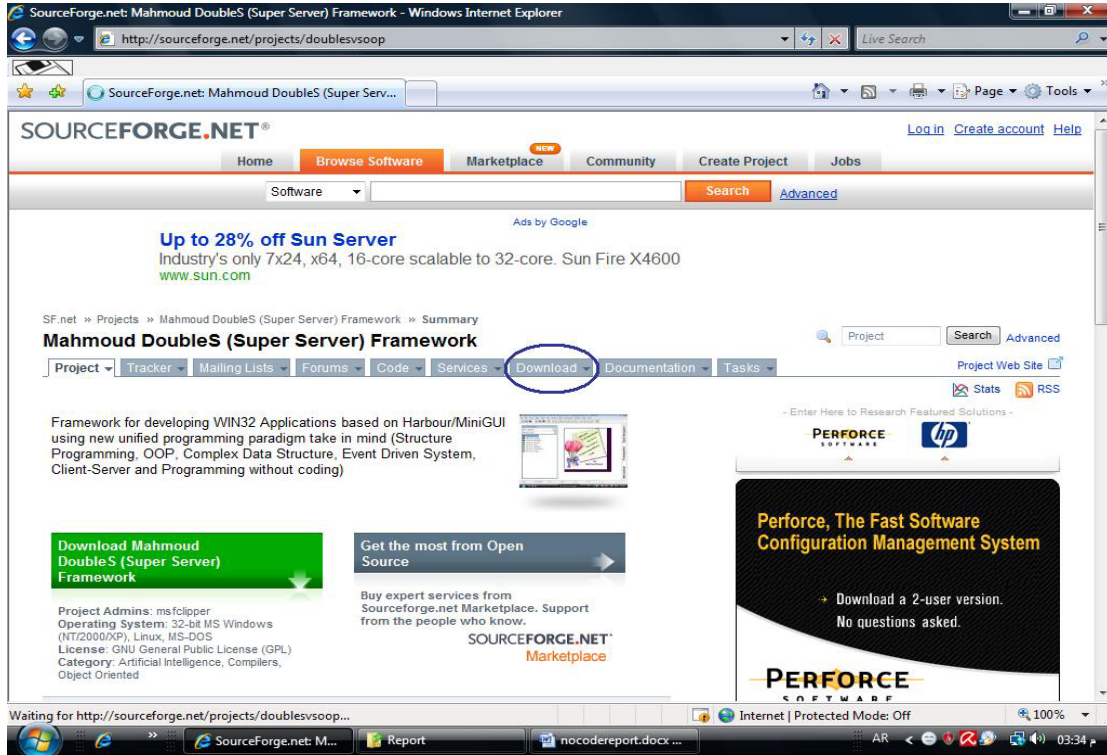 SourceForge.net: Mahmoud DoubleS (Super Server) Framework - Windows Internet Explorer
http://sourceforge.net/projects/doublesvsoop
Live Search
SourceForge.net: Mahmoud DoubleS (Super Serv...
Page
Tools
SOURCEFORGE.NET®
Log in Create account Help
NEW
Home Browse Software Marketplace Community Create Project Jobs
Software Search Advanced
Ads by Google
Up to 28% off Sun Server
Industry's only 7x24, x64, 16-core scalable to 32-core. Sun Fire X4600
www.sun.com
SF.net » Projects » Mahmoud DoubleS (Super Server) Framework » Summary
Mahmoud DoubleS (Super Server) Framework
Project Search Advanced
Project Tracker Mailing Lists Forums Code Services Download Documentation Tasks
Project Web Site
Stats RSS
Framework for developing WIN32 Applications based on Harbour/MiniGUI
using new unified programming paradigm take in mind (Structure
Programming, OOP, Complex Data Structure, Event Driven System,
Client-Server and Programming without coding)
- Enter Here to Research Featured Solutions -
PERFORCE
SOFTWARE
hp
Download Mahmoud
DoubleS (Super Server)
Framework
Project Admins: msfclipper
Operating System: 32-bit MS Windows
(NT/2000/XP), Linux, MS-DOS
License: GNU General Public License (GPL)
Category: Artificial Intelligence, Compilers,
Object Oriented
Get the most from Open
Source
Buy expert services from
Sourceforge.net Marketplace. Support
from the people who know.
SOURCEFORGE.NET®
Marketplace
Perforce, The Fast Software
Configuration Management System
Download a 2-user version.
No questions asked.
PERFORCE
SOFTWARE
Waiting for http://sourceforge.net/projects/doublesvsoop...
Internet | Protected Mode: Off
100%
SourceForge.net: M...
Report
nocodereport.docx ...
AR
03:34 م